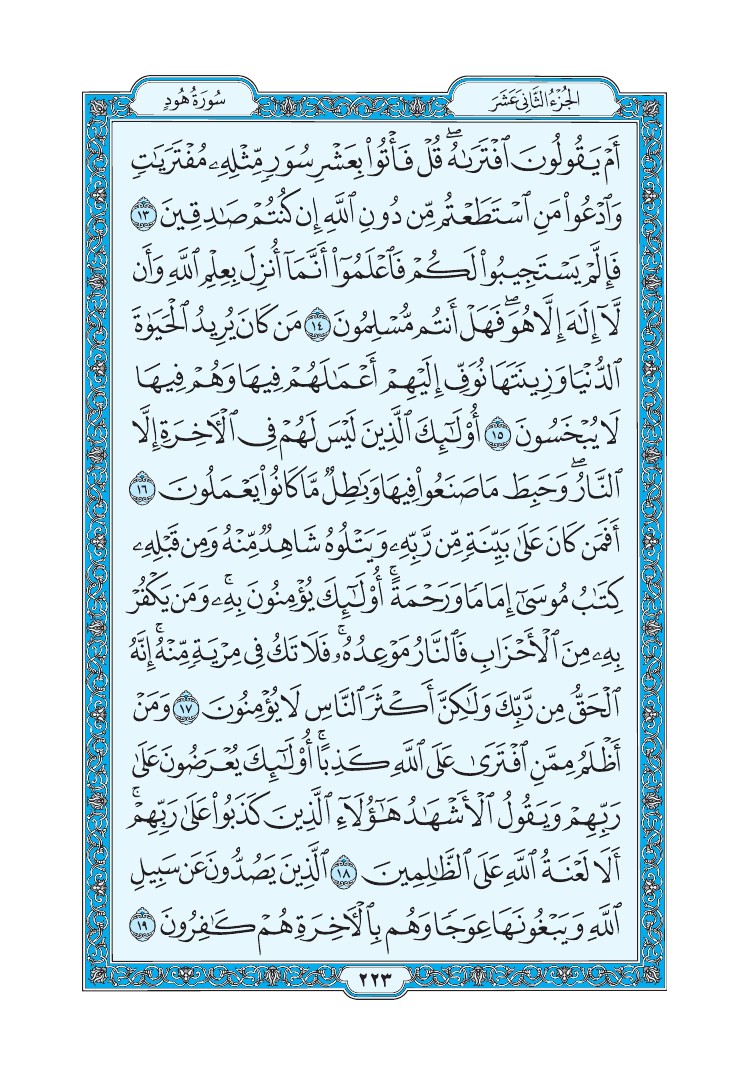 الجُزْءُ الثَّانِي عَشَرَ
سُورَةُ هُودٍ
أَمْ يَقُولُونَ ٱفْتَرَىٰهُۖ قُلْ فَأْتُوا۟ بِعَشْرِ سُوَرٍ مِّثْلِهِۦ مُفْتَرَيَٰتٍ
وَٱدْعُوا۟ مَنِ ٱسْتَطَعْتُم مِّن دُونِ ٱللَّهِ إِن كُنتُمْ صَٰدِقِينَ ١٣
فَإِلَّمْ يَسْتَجِيبُوا۟ لَكُمْ فَٱعْلَمُوٓا۟ أَنَّمَآ أُنزِلَ بِعِلْمِ ٱللَّهِ وَأَن
لَّآ إِلَٰهَ إِلَّا هُوَۖ فَهَلْ أَنتُم مُّسْلِمُونَ ١٤ مَن كَانَ يُرِيدُ ٱلْحَيَوٰةَ
ٱلدُّنْيَا وَزِينَتَهَا نُوَفِّ إِلَيْهِمْ أَعْمَٰلَهُمْ فِيهَا وَهُمْ فِيهَا
لَا يُبْخَسُونَ ١٥ أُو۟لَٰٓئِكَ ٱلَّذِينَ لَيْسَ لَهُمْ فِى ٱلْءَاخِرَةِ إِلَّا
ٱلنَّارُۖ وَحَبِطَ مَا صَنَعُوا۟ فِيهَا وَبَٰطِلٌ مَّا كَانُوا۟ يَعْمَلُونَ ١٦
أَفَمَن كَانَ عَلَىٰ بَيِّنَةٍ مِّن رَّبِّهِۦ وَيَتْلُوهُ شَاهِدٌ مِّنْهُ وَمِن قَبْلِهِۦ
كِتَٰبُ مُوسَىٰٓ إِمَامًا وَرَحْمَةًۚ أُو۟لَٰٓئِكَ يُؤْمِنُونَ بِهِۦۚ وَمَن يَكْفُرْ
بِهِۦ مِنَ ٱلْأَحْزَابِ فَٱلنَّارُ مَوْعِدُهُۥۚ فَلَا تَكُ فِى مِرْيَةٍ مِّنْهُۚ إِنَّهُ
ٱلْحَقُّ مِن رَّبِّكَ وَلَٰكِنَّ أَكْثَرَ ٱلنَّاسِ لَا يُؤْمِنُونَ ١٧ وَمَنْ
أَظْلَمُ مِمَّنِ ٱفْتَرَىٰ عَلَى ٱللَّهِ كَذِبًاۚ أُو۟لَٰٓئِكَ يُعْرَضُونَ عَلَىٰ
رَبِّهِمْ وَيَقُولُ ٱلْأَشْهَٰدُ هَٰٓؤُلَآءِ ٱلَّذِينَ كَذَبُوا۟ عَلَىٰ رَبِّهِمْۚ
أَلَا لَعْنَةُ ٱللَّهِ عَلَى ٱلظَّٰلِمِينَ ١٨ ٱلَّذِينَ يَصُدُّونَ عَن سَبِيلِ
ٱللَّهِ وَيَبْغُونَهَا عِوَجًا وَهُم بِٱلْءَاخِرَةِ هُمْ كَٰفِرُونَ ١٩
٢٢٣